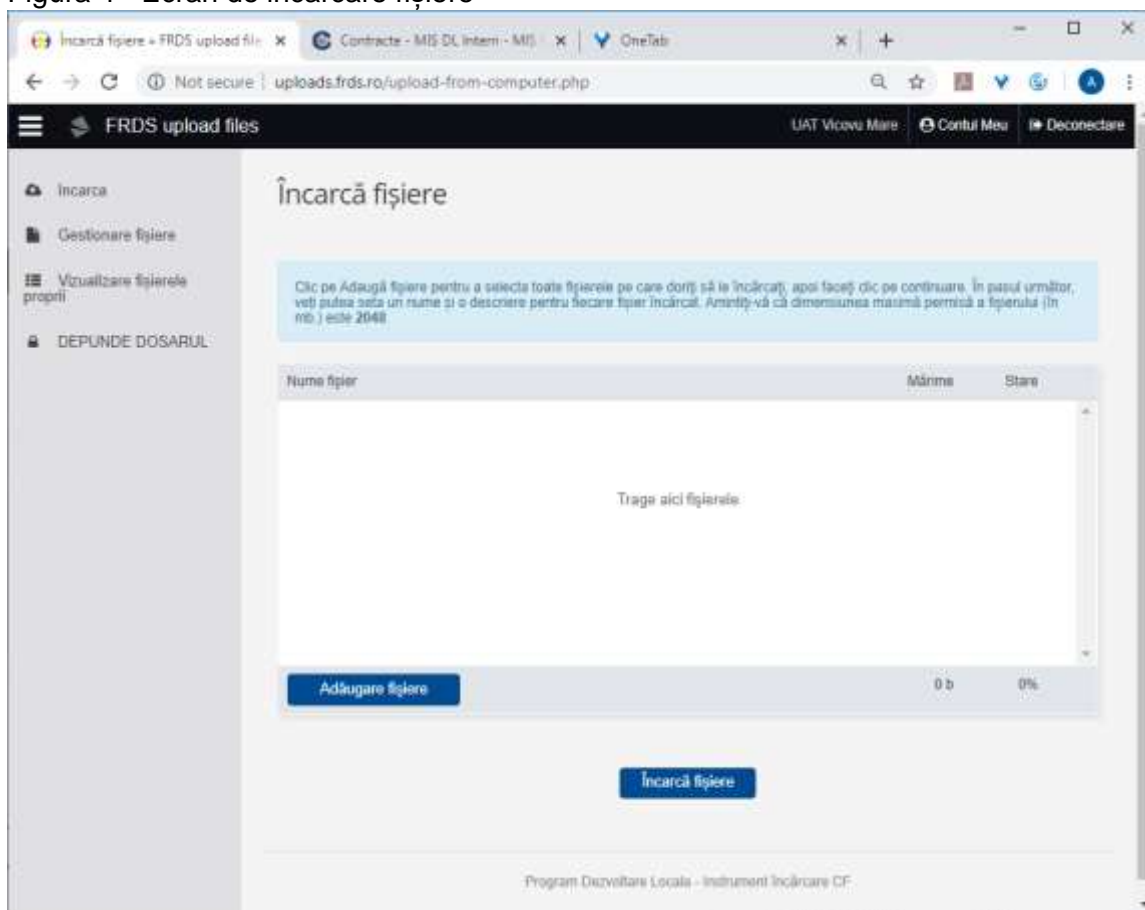 Figura 4 - Ecran de încărcare fișiere
Încarcă fișiere » FRDS upload file
Contracte - MIS DL Intern - MIS
OneTab
Not secure | uploads.frds.ro/upload-from-computer.php
FRDS upload files
UAT Vicovu Mare
Contul Meu
Deconectare
Incarca
Gestionare fișiere
Vizualizare fișierele
proprii
DEPUNDE DOSARUL
Încarcă fișiere
Clic pe Adaugă fișiere pentru a selecta toate fișierele pe care doriți să le încărcați, apoi faceți clic pe continuare. În pasul următor,
veți putea seta un nume și o descriere pentru fiecare fișier încărcat. Amintiți-vă că dimensiunea maximă permisă a fișierului (în
mb.) este 2048
Nume fișier
Mărime
Stare
Trage aici fișierele
Adăugare fișiere
0 b
0%
Încarcă fișiere
Program Dezvoltare Locala - Instrument Încărcare CF